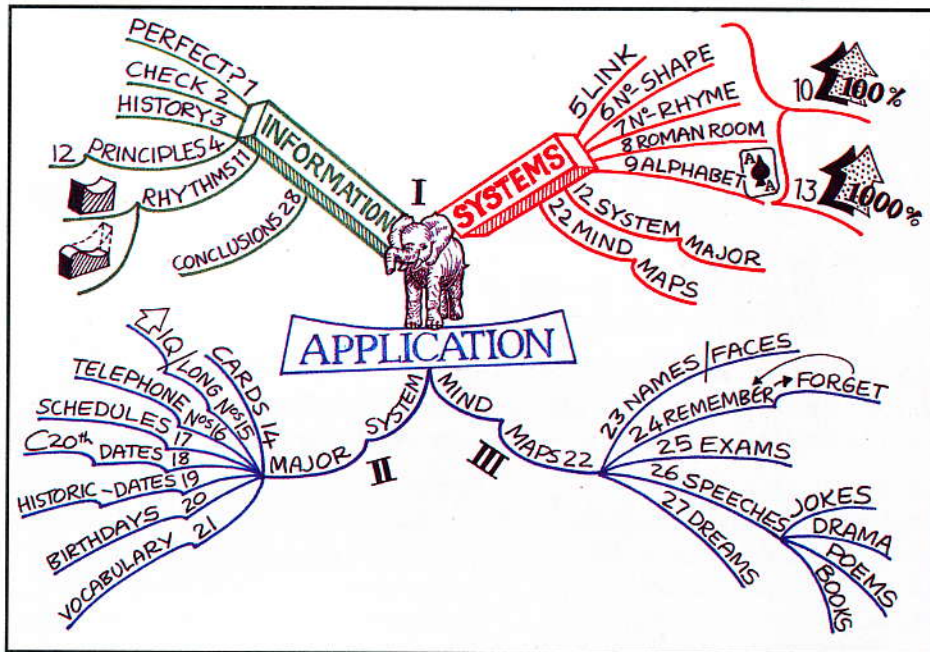 I
INFORMATION
PERFECT? 1
CHECK 2
HISTORY 3
12 PRINCIPLES 4
RHYTHMS 11
CONCLUSIONS 28
SYSTEMS
5 LINK
6 Nº-SHAPE
7 Nº-RHYME
8 ROMAN ROOM
9 ALPHABET
A
A
10 100%
13 1000%
12 SYSTEM MAJOR
22 MIND MAPS
APPLICATION
MAJOR SYSTEM
II
CARDS 14
IQ/LONG Nos 15
TELEPHONE Nos 16
SCHEDULES 17
C20th DATES 18
HISTORIC-DATES 19
BIRTHDAYS 20
VOCABULARY 21
MIND MAPS 22
III
23 NAMES/FACES
24 REMEMBER FORGET
25 EXAMS
26 SPEECHES
JOKES
DRAMA
POEMS
BOOKS
27 DREAMS